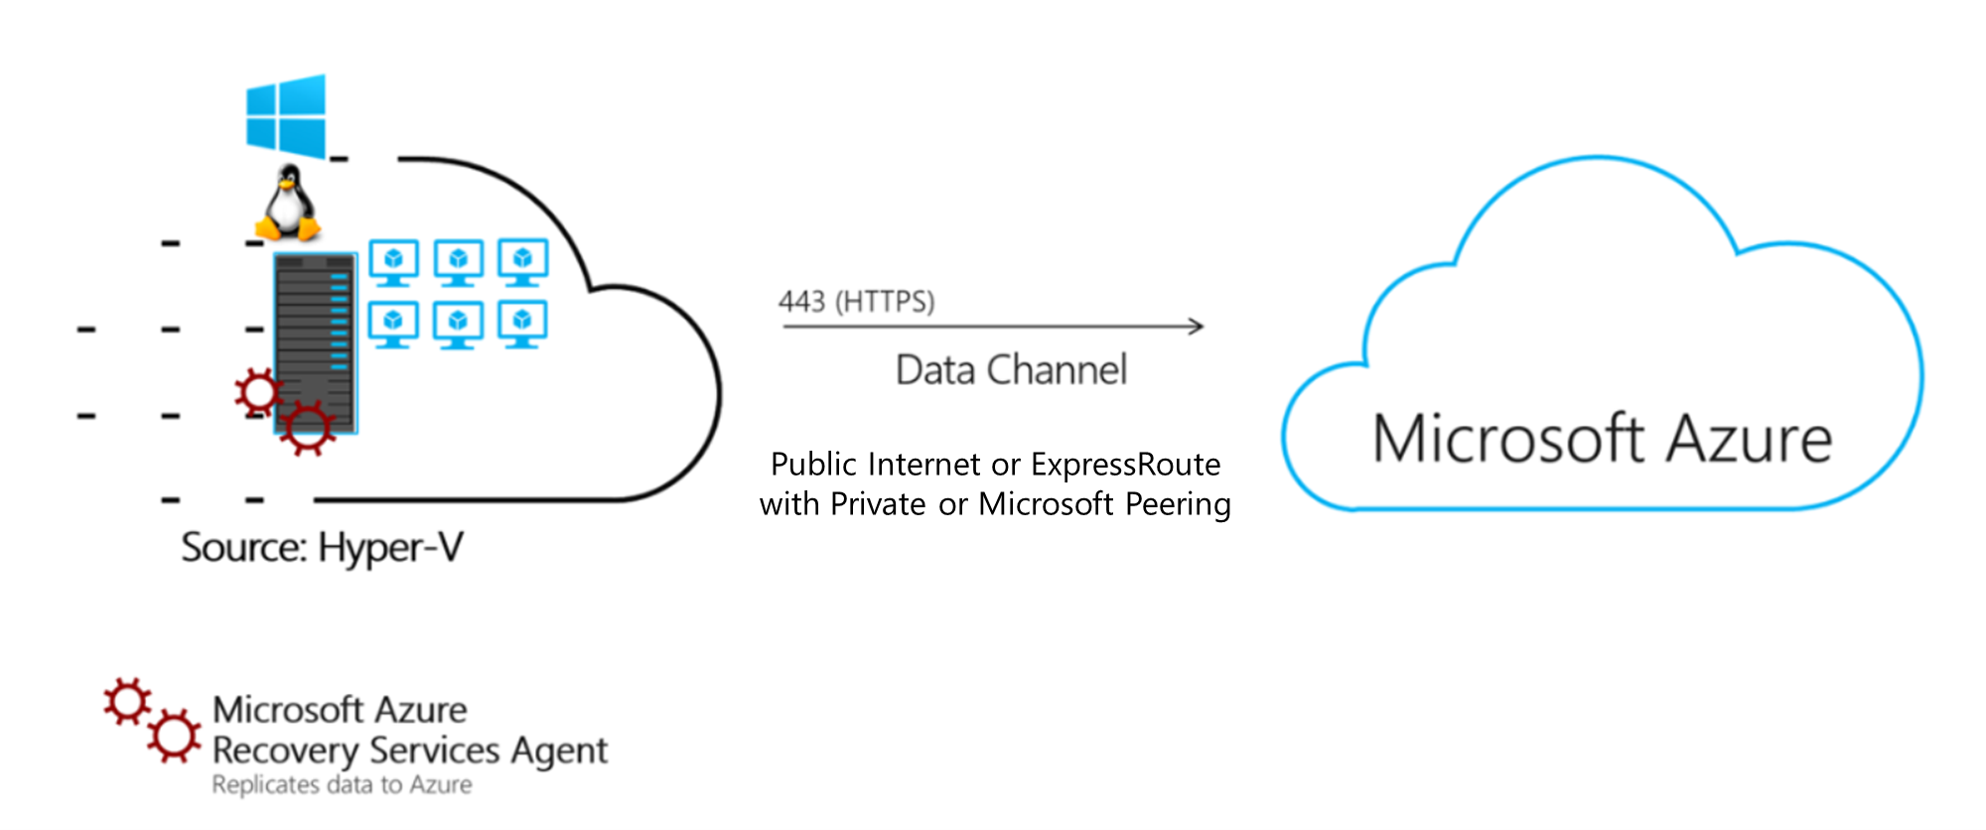 443 (HTTPS)
Data Channel
Public Internet or ExpressRoute
with Private or Microsoft Peering
Microsoft Azure
Source: Hyper-V
Microsoft Azure
Recovery Services Agent
Replicates data to Azure